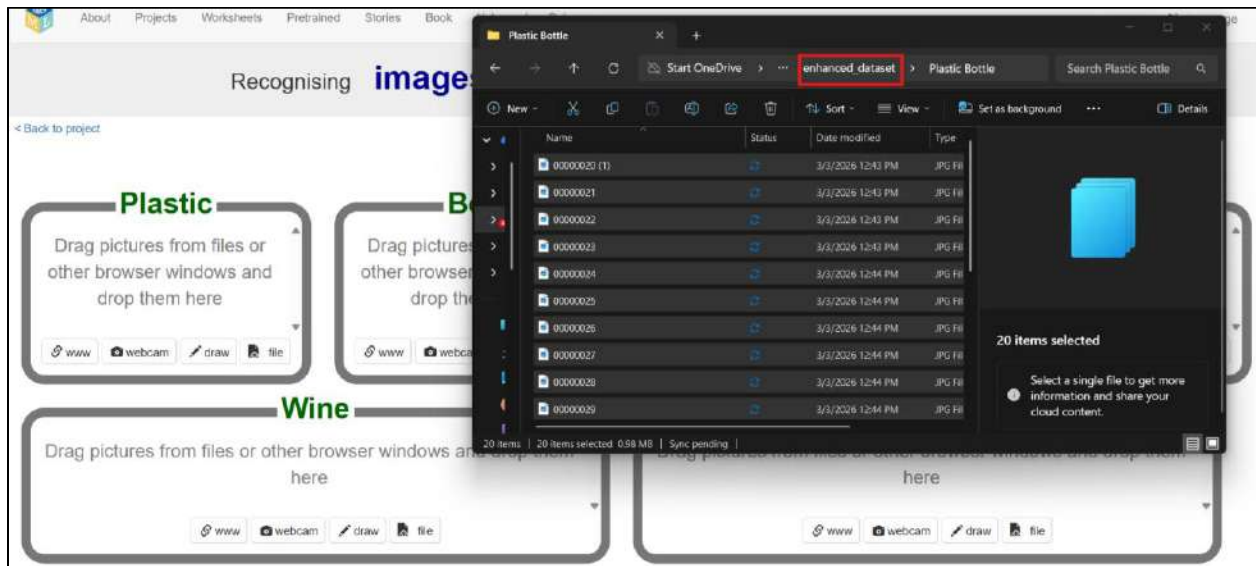 About Projects Worksheets Pretrained Stories Book
Recognising images
< Back to project
Plastic
Drag pictures from files or
other browser windows and
drop them here
www webcam draw file
Drag pictures
other browser
drop
www
Wine
Drag pictures from files or other browser windows and drop them
here
www webcam draw file
here
www webcam draw file
Plastic Bottle
Start OneDrive > ... enhanced_dataset > Plastic Bottle
Search Plastic Bottle
New Sort View Set as background ... Details
Name Status Date modified Type
00000020 (1) 3/3/2026 12:43 PM JPG Fil
00000021 3/3/2026 12:43 PM JPG Fil
00000022 3/3/2026 12:43 PM JPG Fil
00000023 3/3/2026 12:43 PM JPG Fil
00000024 3/3/2026 12:44 PM JPG Fil
00000025 3/3/2026 12:44 PM JPG Fil
00000026 3/3/2026 12:44 PM JPG Fil
00000027 3/3/2026 12:44 PM JPG Fil
00000028 3/3/2026 12:44 PM JPG Fil
00000029 3/3/2026 12:44 PM JPG Fil
20 items selected
Select a single file to get more
information and share your
cloud content.
20 items | 20 items selected 0.98 MB | Sync pending |